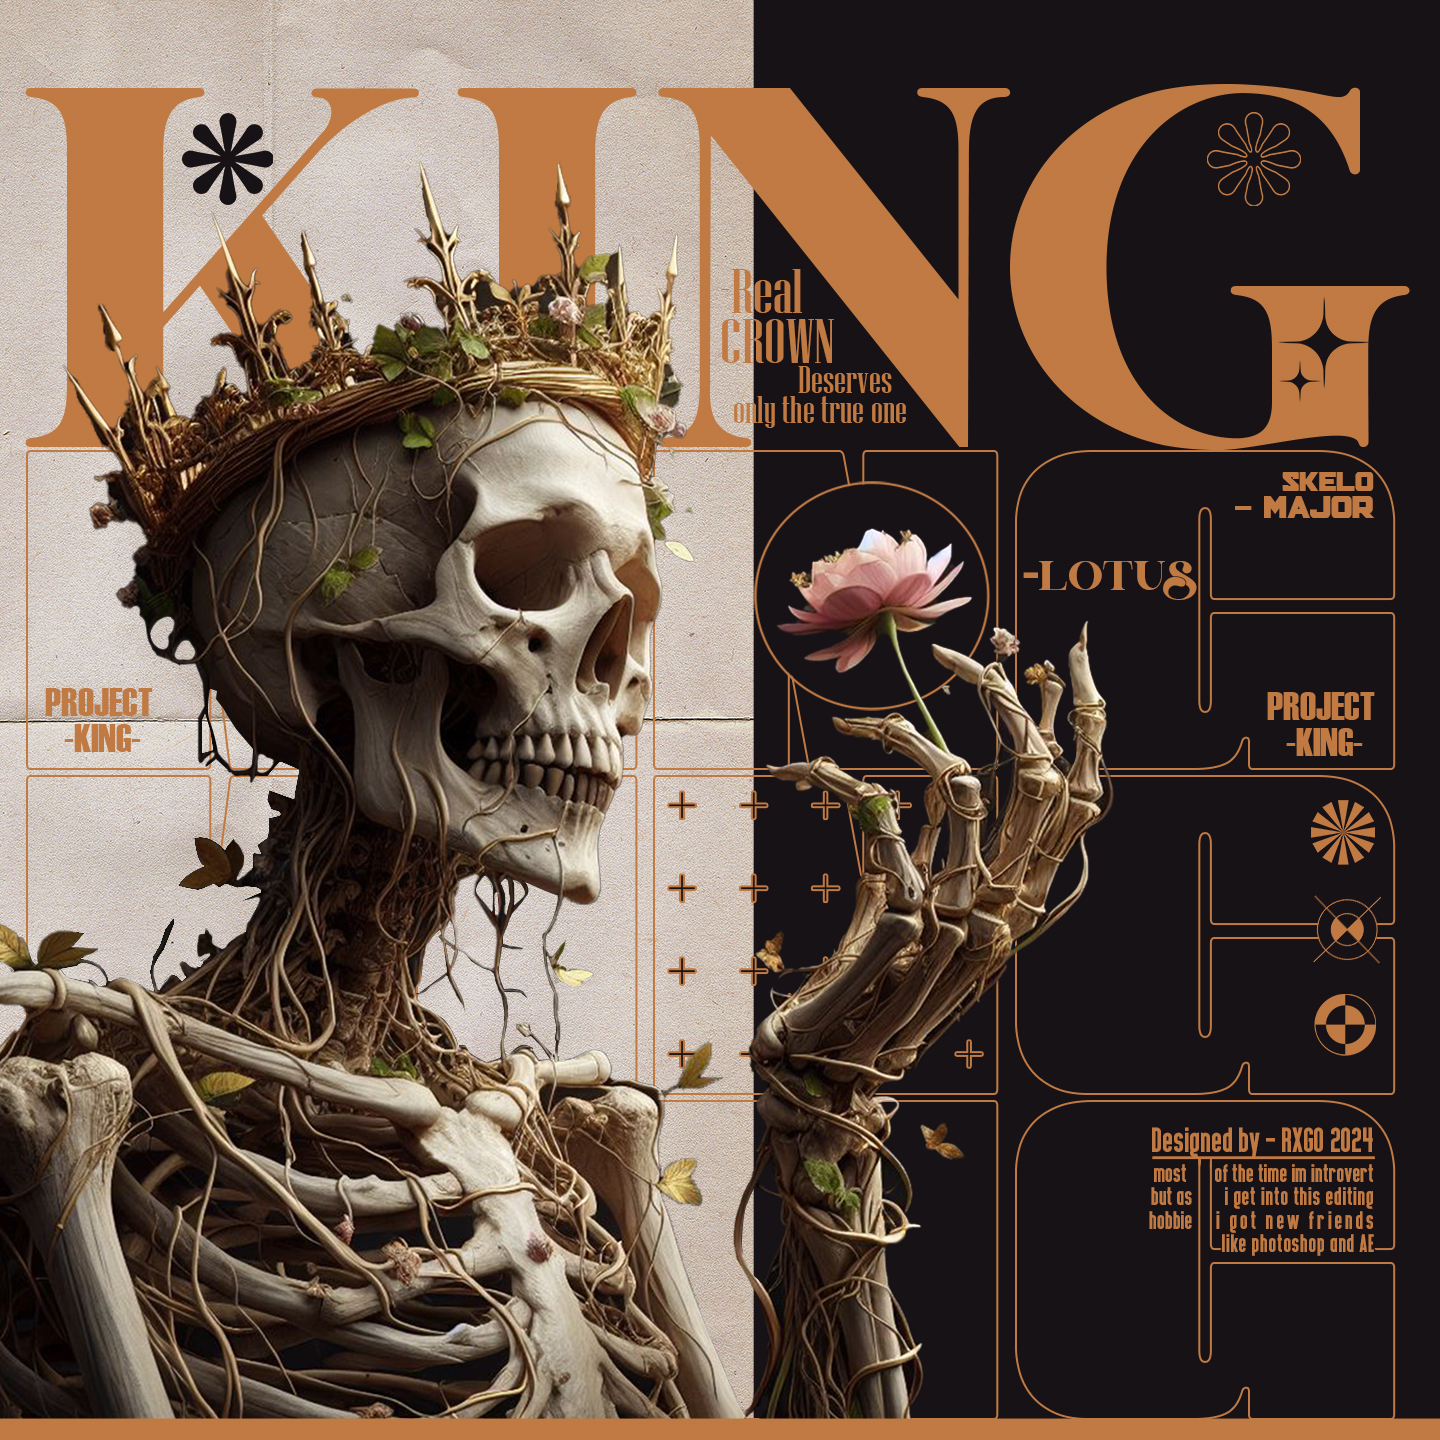 KING
Real
CROWN
Deserves
only the true one
SKELO
- MAJOR
-LOTUS
PROJECT
-KING-
PROJECT
-KING-
Designed by - RXGO 2024
most of the time im introvert
but as i get into this editing
hobbie i got new friends
like photoshop and AE